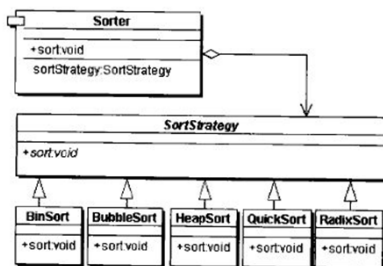 Sorter
+sort:void
sortStrategy:SortStrategy
SortStrategy
+sort:void
BinSort
+sort:void
BubbleSort
+sort:void
HeapSort
+sort:void
QuickSort
+sort:void
RadixSort
+sort:void